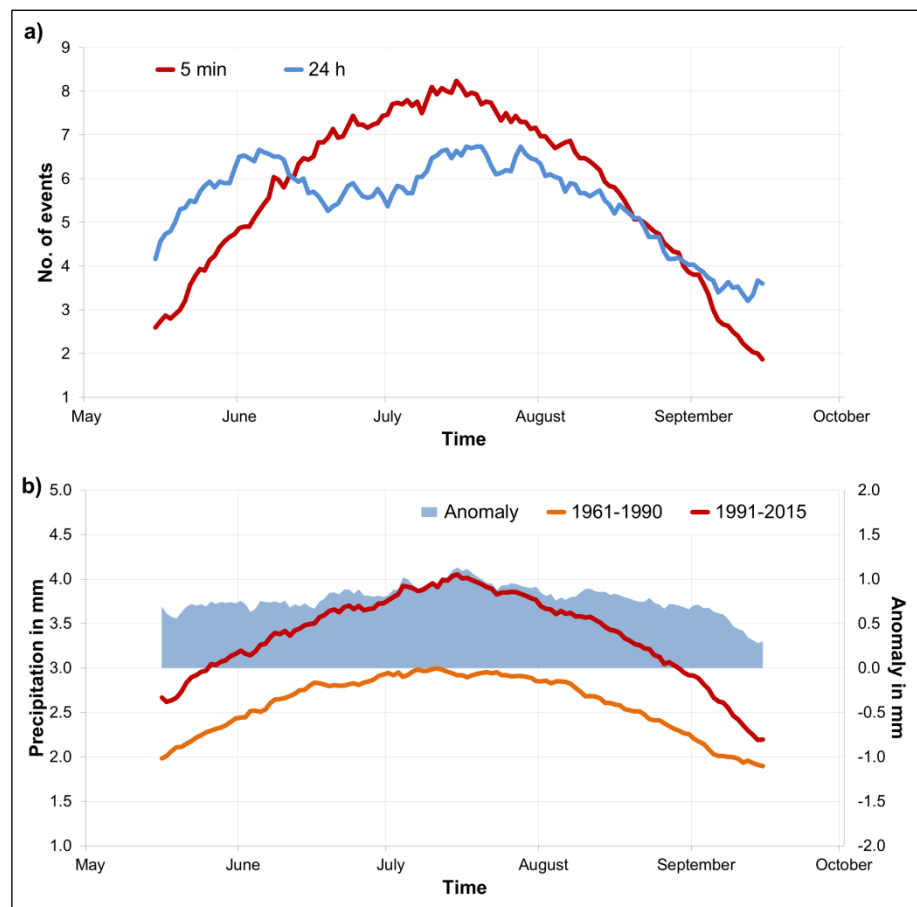 a)
9
5 min 24 h
8
7
6
5
4
3
2
1
No. of events
May June July August September October
Time
b)
5.0 2.0
Anomaly 1961-1990 1991-2015
4.5 1.5
4.0 1.0
3.5 0.5
3.0 0.0
2.5 -0.5
2.0 -1.0
1.5 -1.5
1.0 -2.0
Precipitation in mm
Anomaly in mm
May June July August September October
Time